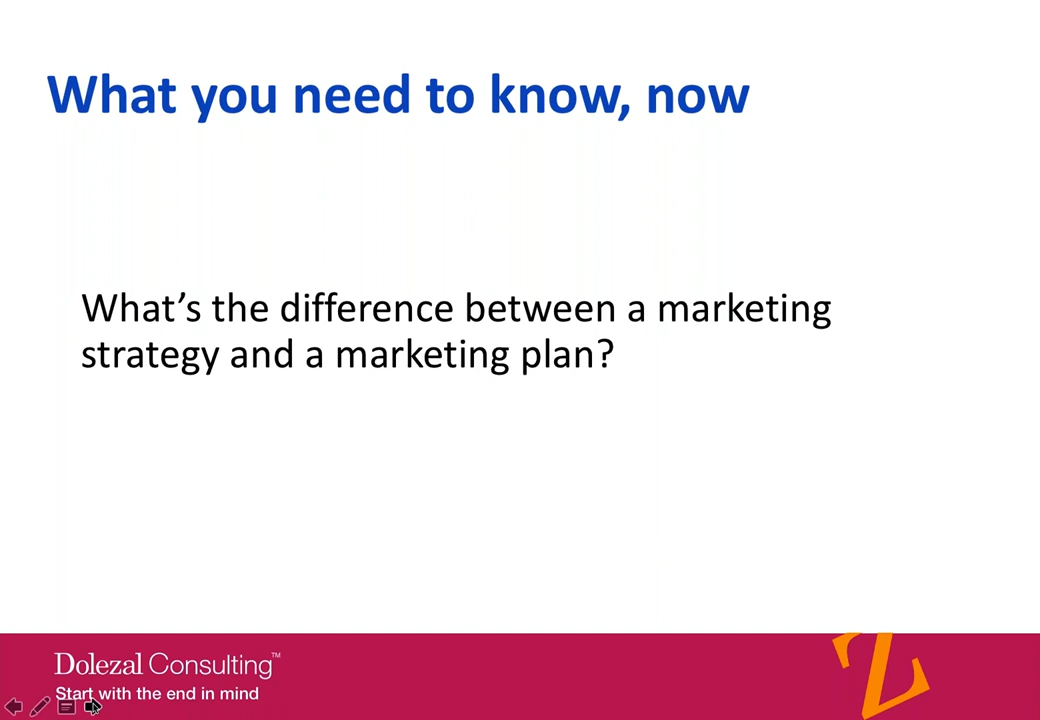 What you need to know, now
What’s the difference between a marketing
strategy and a marketing plan?
Dolezal Consulting™
Start with the end in mind
Z